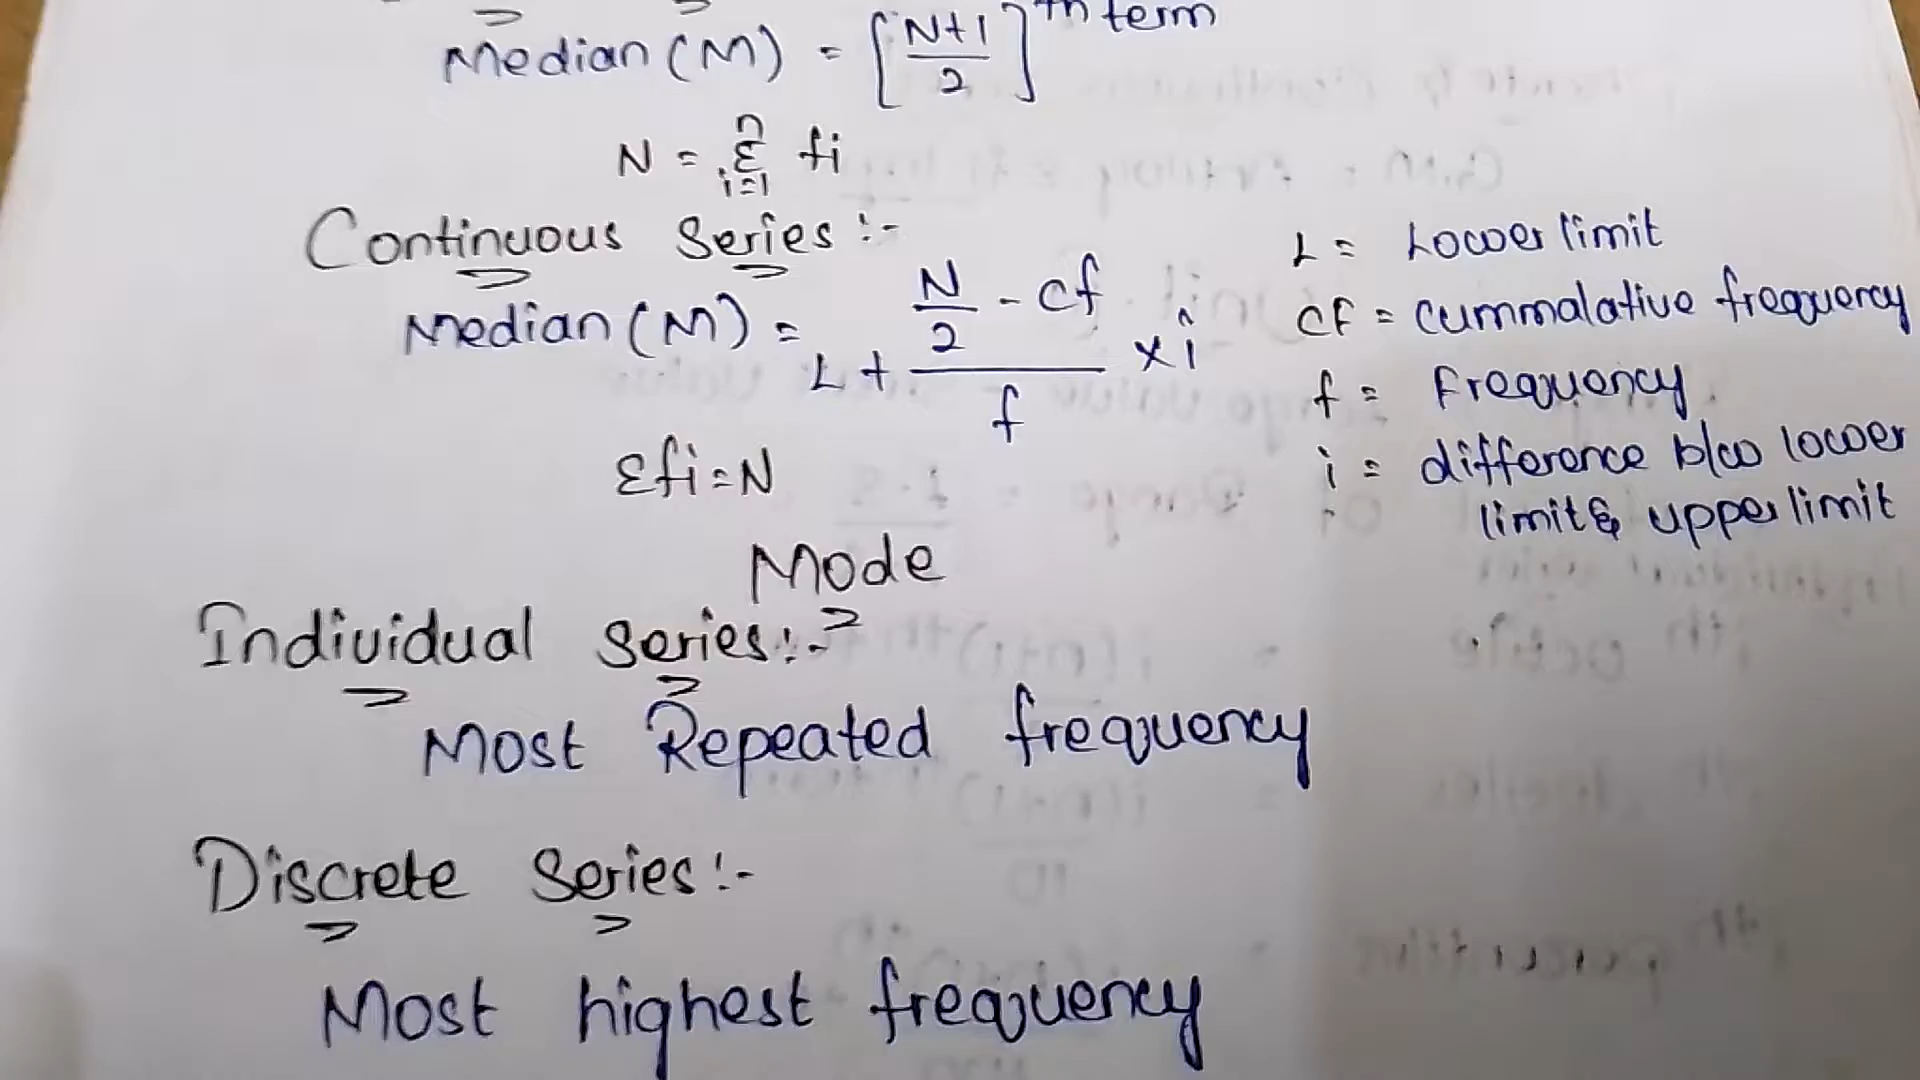 Median (M) = [N+1/2]th term
N = n Σ i=1 fi
Continuous Series :-
Median (M) = L + N/2 - cf / f × i
L = Lower limit
CF = cummalative frequency
f = Frequency
i = difference b/w lower
limit & upper limit
Σfi = N
Mode
Individual Series :-
Most Repeated frequency
Discrete Series :-
Most highest frequency